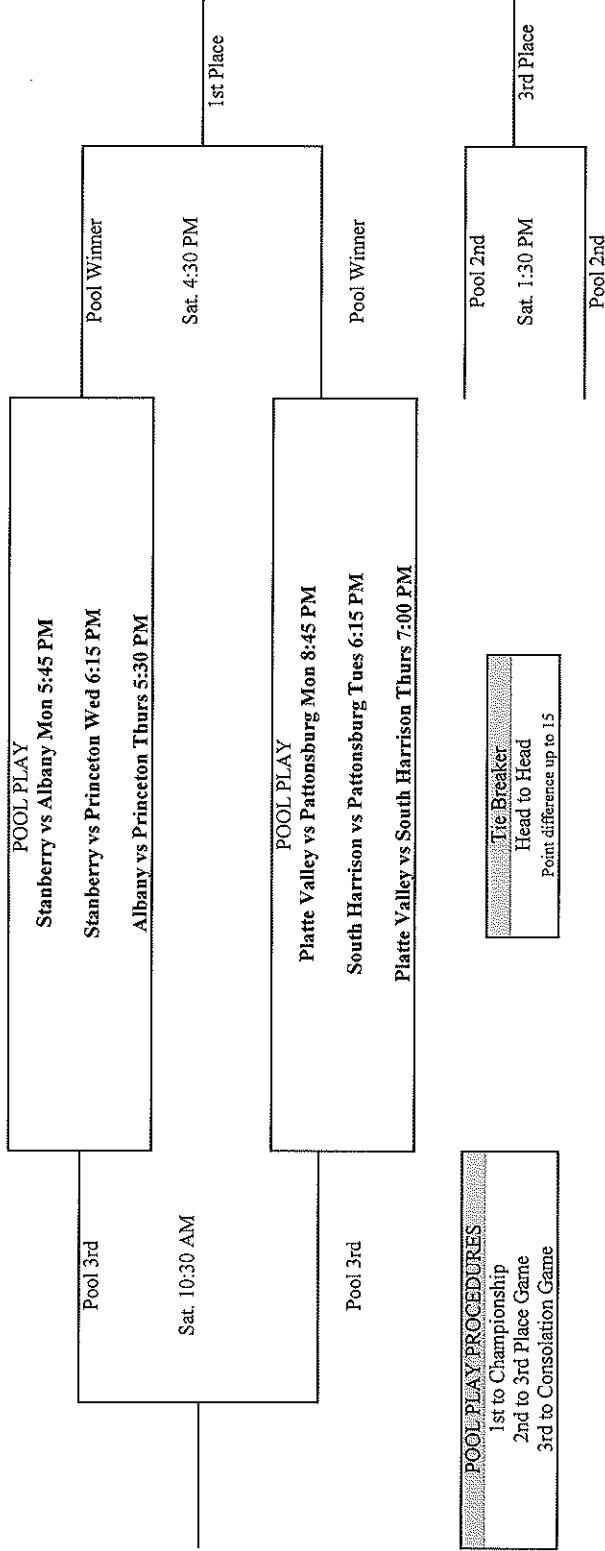 POOL PLAY
Stanberry vs Albany Mon 5:45 PM
Stanberry vs Princeton Wed 6:15 PM
Albany vs Princeton Thurs 5:30 PM
Pool 3rd
Sat. 10:30 AM
Pool 3rd
Pool Winner
Sat. 4:30 PM
Pool Winner
1st Place
POOL PLAY
Platte Valley vs Pattonsburg Mon 8:45 PM
South Harrison vs Pattonsburg Tues 6:15 PM
Platte Valley vs South Harrison Thurs 7:00 PM
POOL PLAY PROCEDURES
1st to Championship
2nd to 3rd Place Game
3rd to Consolation Game
Tie Breaker
Head to Head
Point difference up to 15
Pool 2nd
Sat. 1:30 PM
Pool 2nd
3rd Place